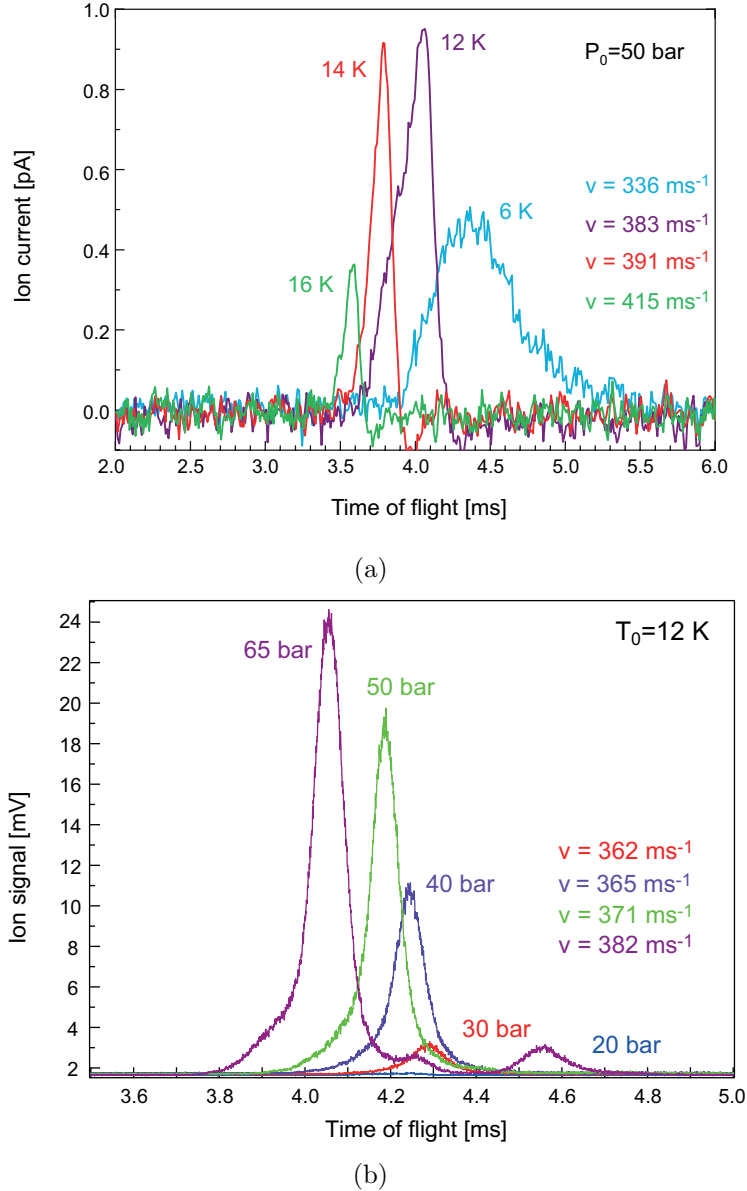 1.0
0.8
0.6
0.4
0.2
0.0
Ion current [pA]
12 K
14 K
16 K
6 K
P₀=50 bar
v = 336 ms⁻¹
v = 383 ms⁻¹
v = 391 ms⁻¹
v = 415 ms⁻¹
2.0 2.5 3.0 3.5 4.0 4.5 5.0 5.5 6.0
Time of flight [ms]
(a)
24
22
20
18
16
14
12
10
8
6
4
2
Ion signal [mV]
T₀=12 K
65 bar
50 bar
40 bar
30 bar
20 bar
v = 362 ms⁻¹
v = 365 ms⁻¹
v = 371 ms⁻¹
v = 382 ms⁻¹
3.6 3.8 4.0 4.2 4.4 4.6 4.8 5.0
Time of flight [ms]
(b)